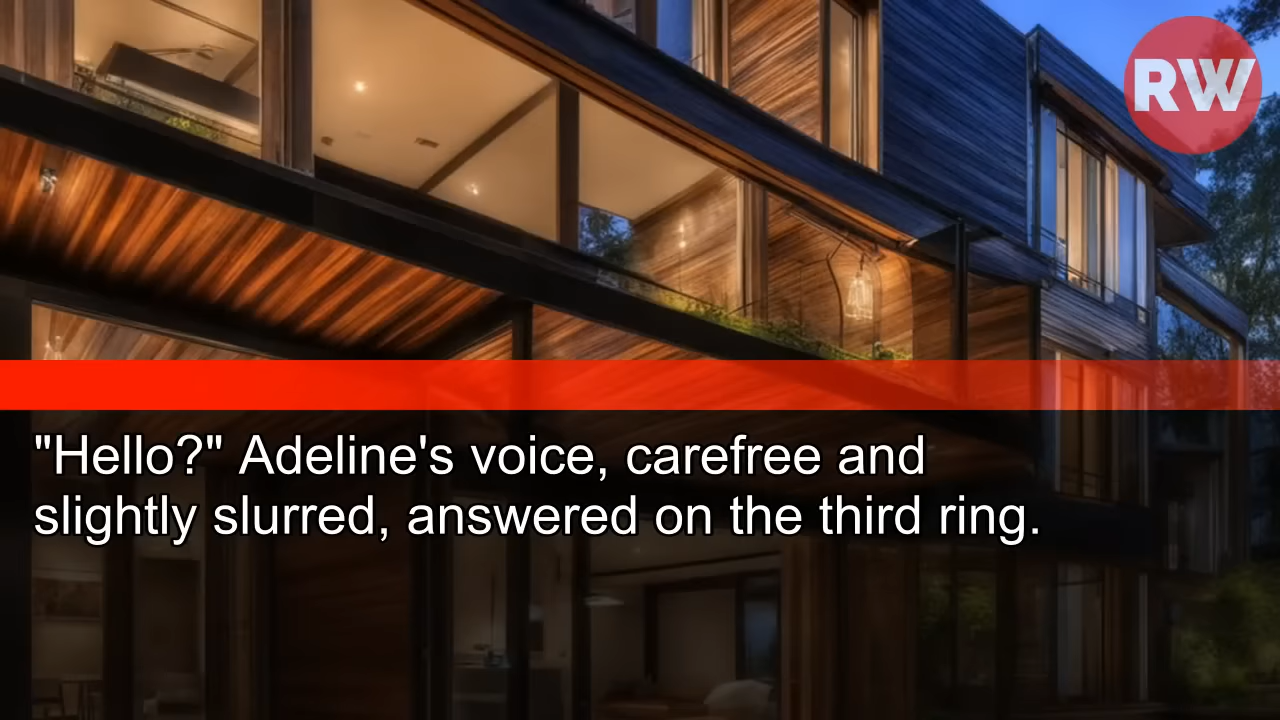 RW
"Hello?" Adeline's voice, carefree and
slightly slurred, answered on the third ring.